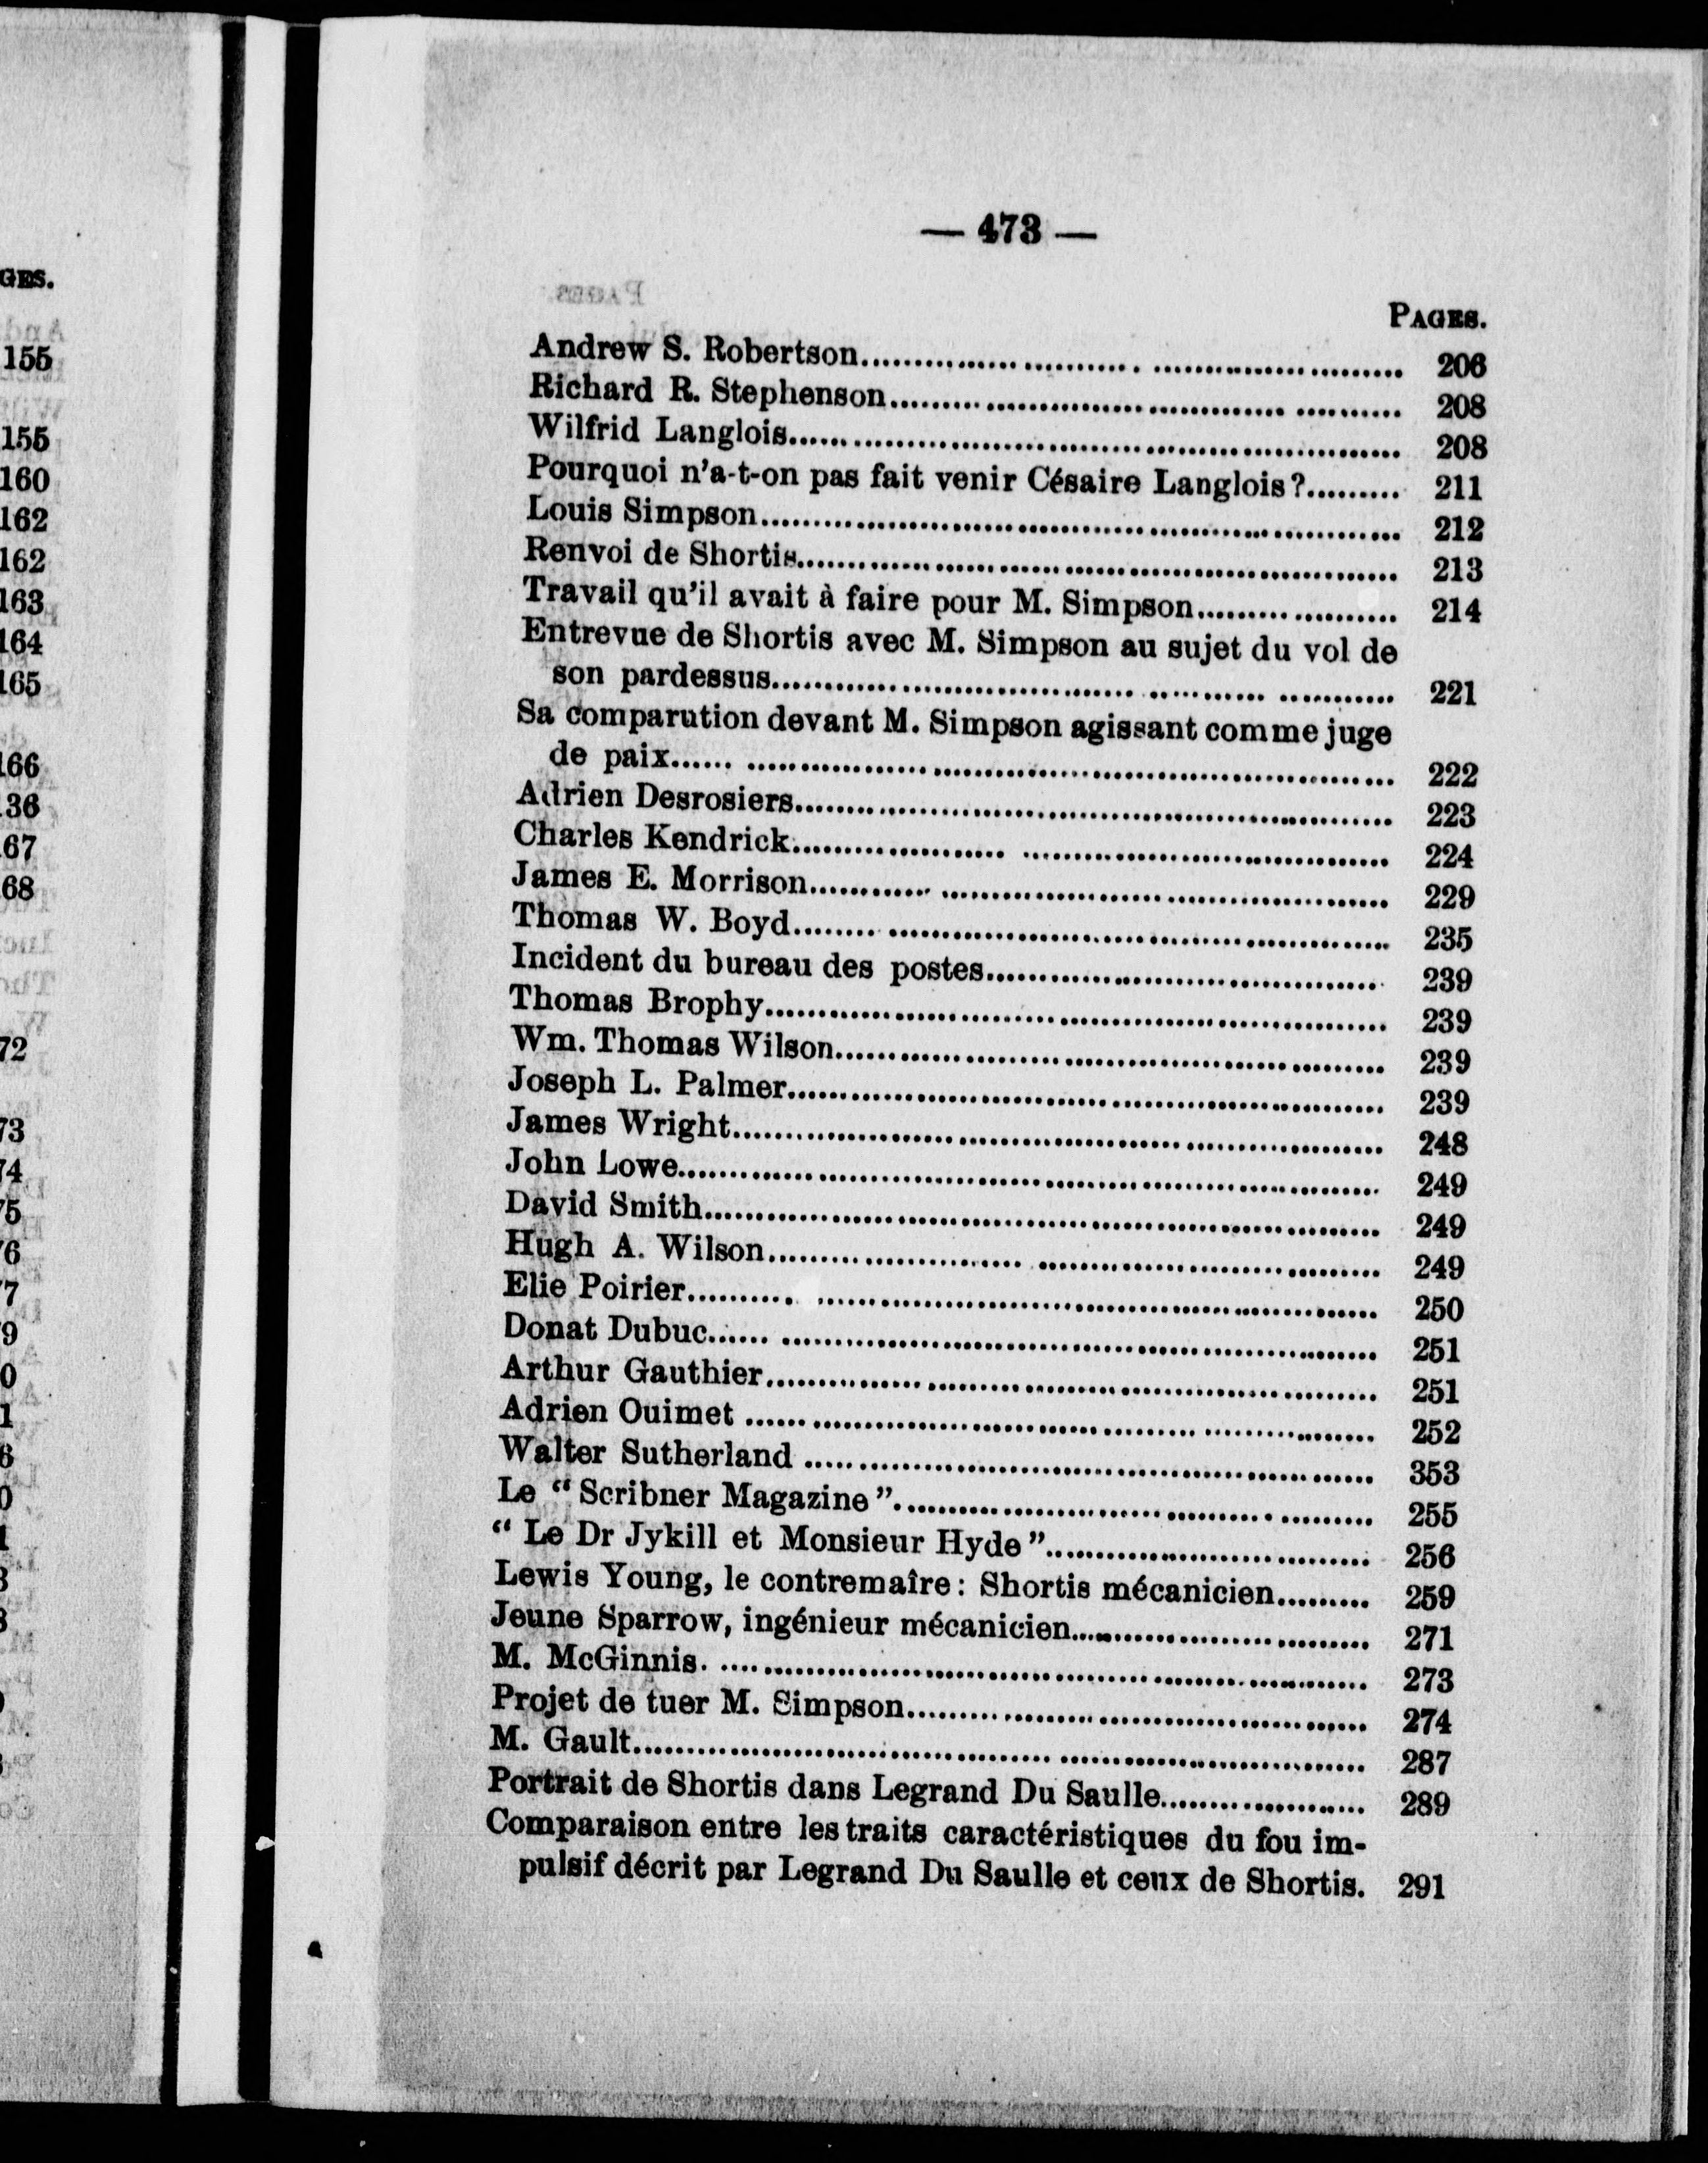 — 473 —
PAGES.
Andrew S. Robertson.................................................. 206
Richard R. Stephenson.................................................. 208
Wilfrid Langlois.................................................. 208
Pourquoi n'a-t-on pas fait venir Césaire Langlois?......... 211
Louis Simpson.................................................. 212
Renvoi de Shortis.................................................. 213
Travail qu'il avait à faire pour M. Simpson................... 214
Entrevue de Shortis avec M. Simpson au sujet du vol de
son pardessus.................................................. 221
Sa comparution devant M. Simpson agissant comme juge
de paix...... .................................................. 222
Adrien Desrosiers.................................................. 223
Charles Kendrick.................... .............................. 224
James E. Morrison............ .................................... 229
Thomas W. Boyd........ .......................................... 235
Incident du bureau des postes...................................... 239
Thomas Brophy.................................................. 239
Wm. Thomas Wilson.................................................. 239
Joseph L. Palmer.................................................. 239
James Wright.................................................. 248
John Lowe.................................................. 249
David Smith.................................................. 249
Hugh A. Wilson........................ ............................ 249
Elie Poirier.......... .................................................. 250
Donat Dubuc...... .................................................. 251
Arthur Gauthier.................................................. 251
Adrien Ouimet .................................................. 252
Walter Sutherland .................................................. 353
Le “ Scribner Magazine ”............................................ 255
“ Le Dr Jykill et Monsieur Hyde ”.............................. 256
Lewis Young, le contremaîre : Shortis mécanicien......... 259
Jeune Sparrow, ingénieur mécanicien............................ 271
M. McGinnis. .................................................. 273
Projet de tuer M. Simpson........................................... 274
M. Gault.................................................. 287
Portrait de Shortis dans Legrand Du Saulle................... 289
Comparaison entre les traits caractéristiques du fou im-
pulsif décrit par Legrand Du Saulle et ceux de Shortis. 291